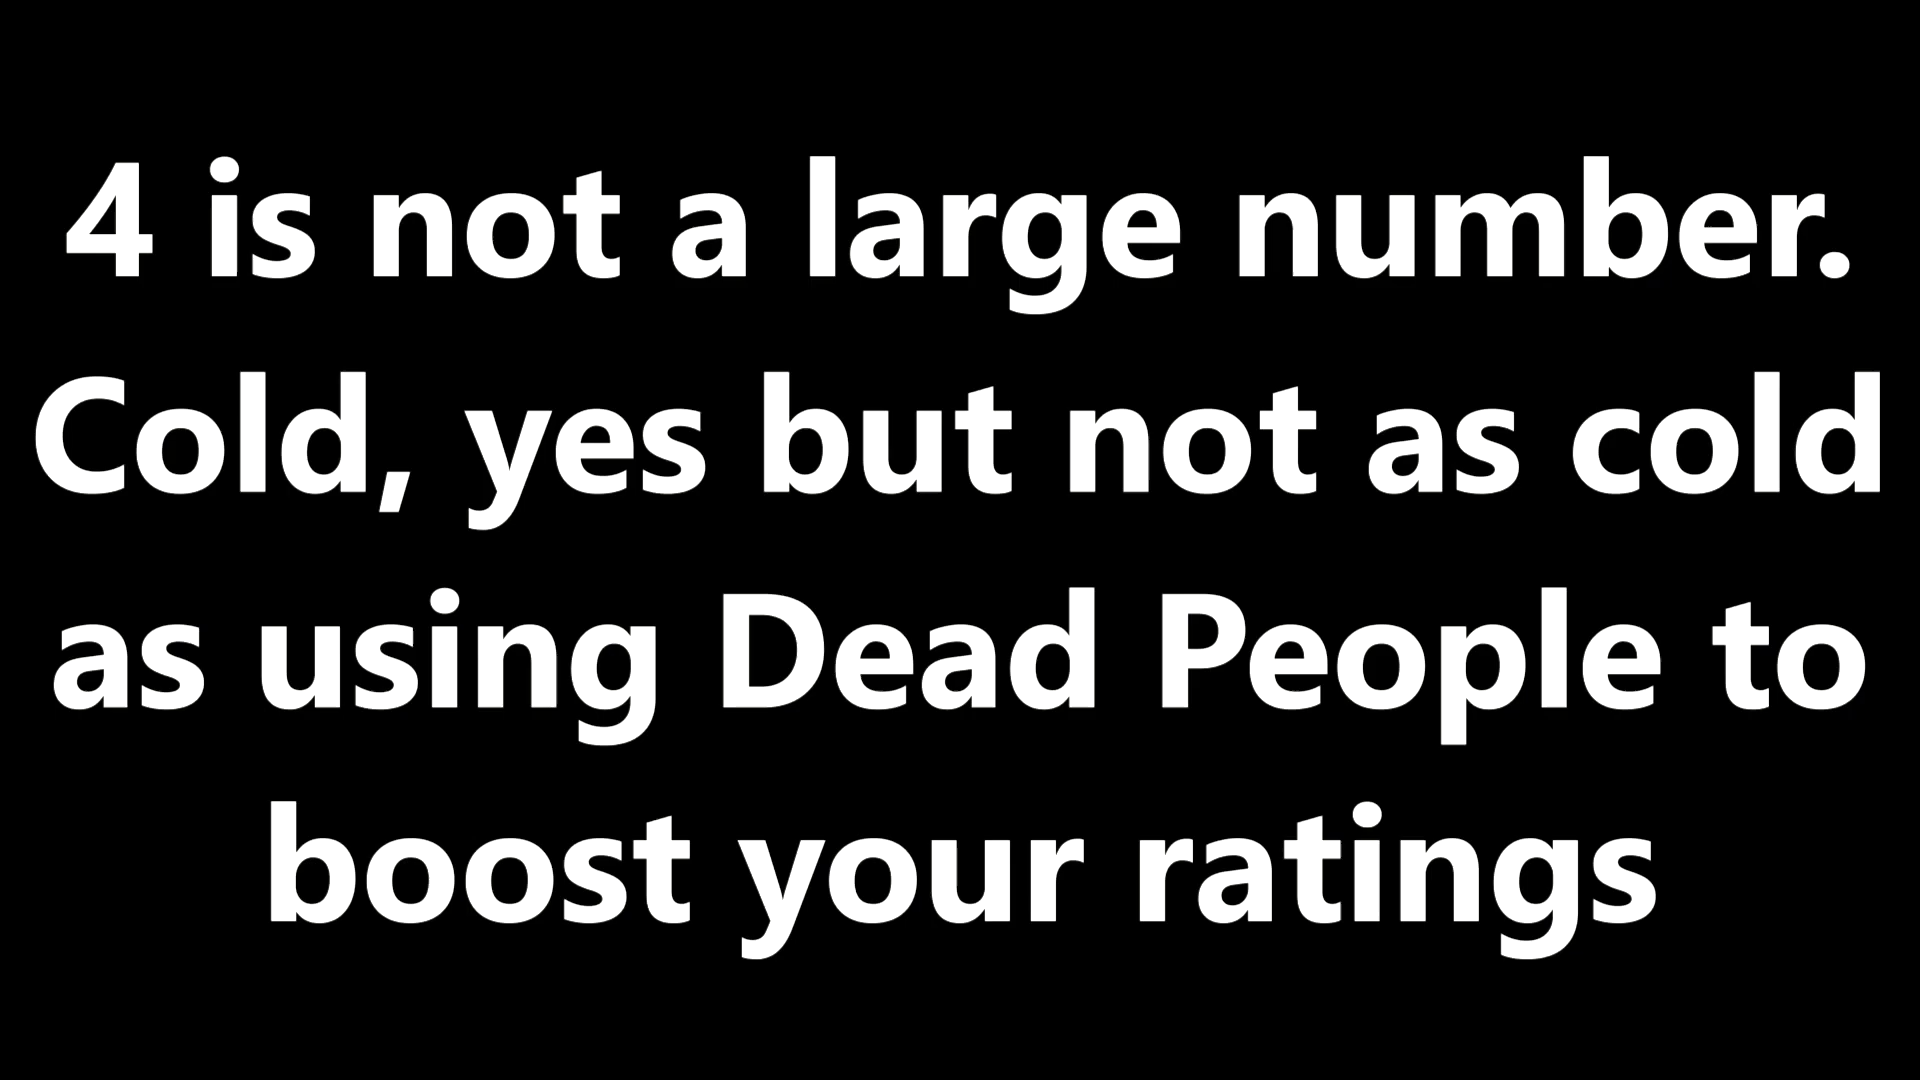 4 is not a large number.
Cold, yes but not as cold
as using Dead People to
boost your ratings